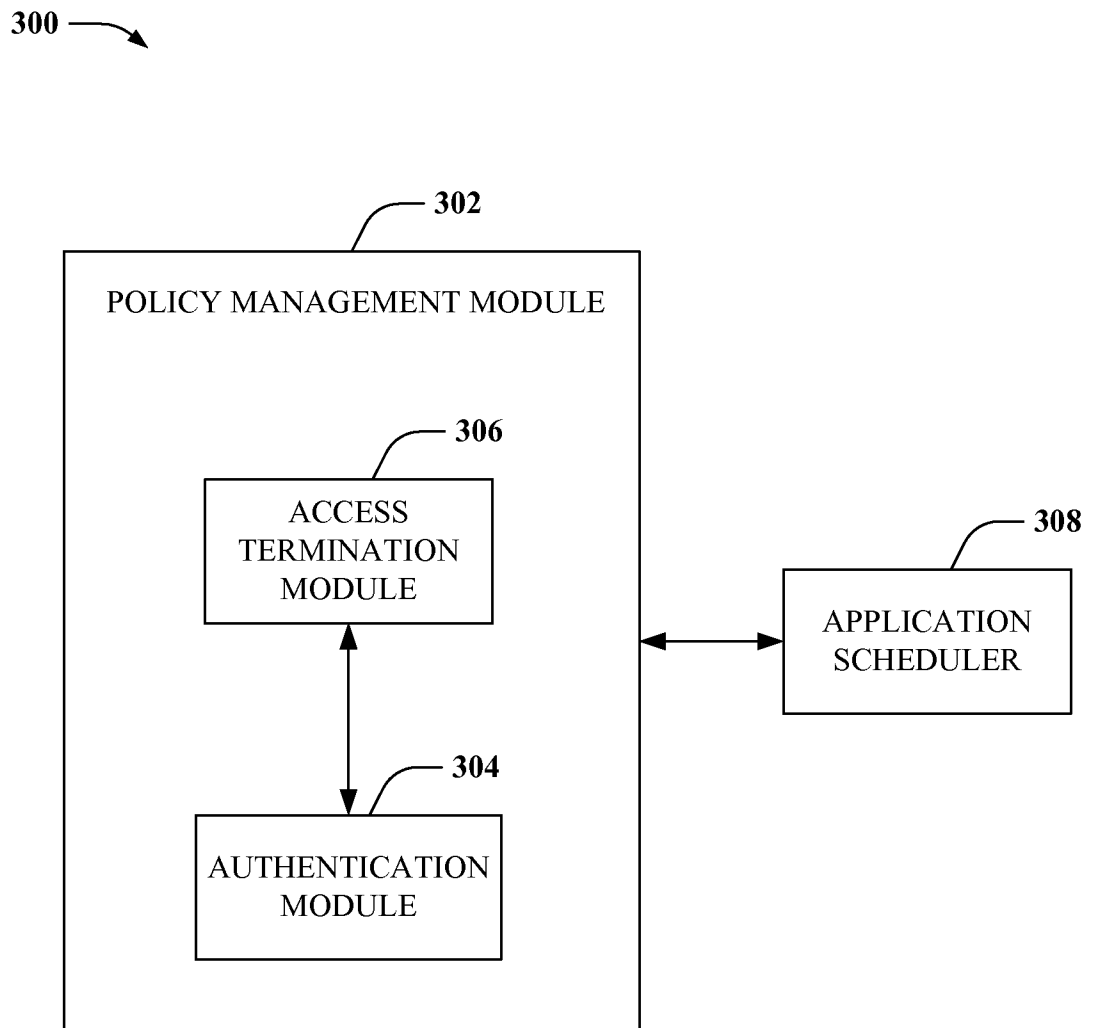 300
302
POLICY MANAGEMENT MODULE
306
ACCESS
TERMINATION
MODULE
308
APPLICATION
SCHEDULER
304
AUTHENTICATION
MODULE